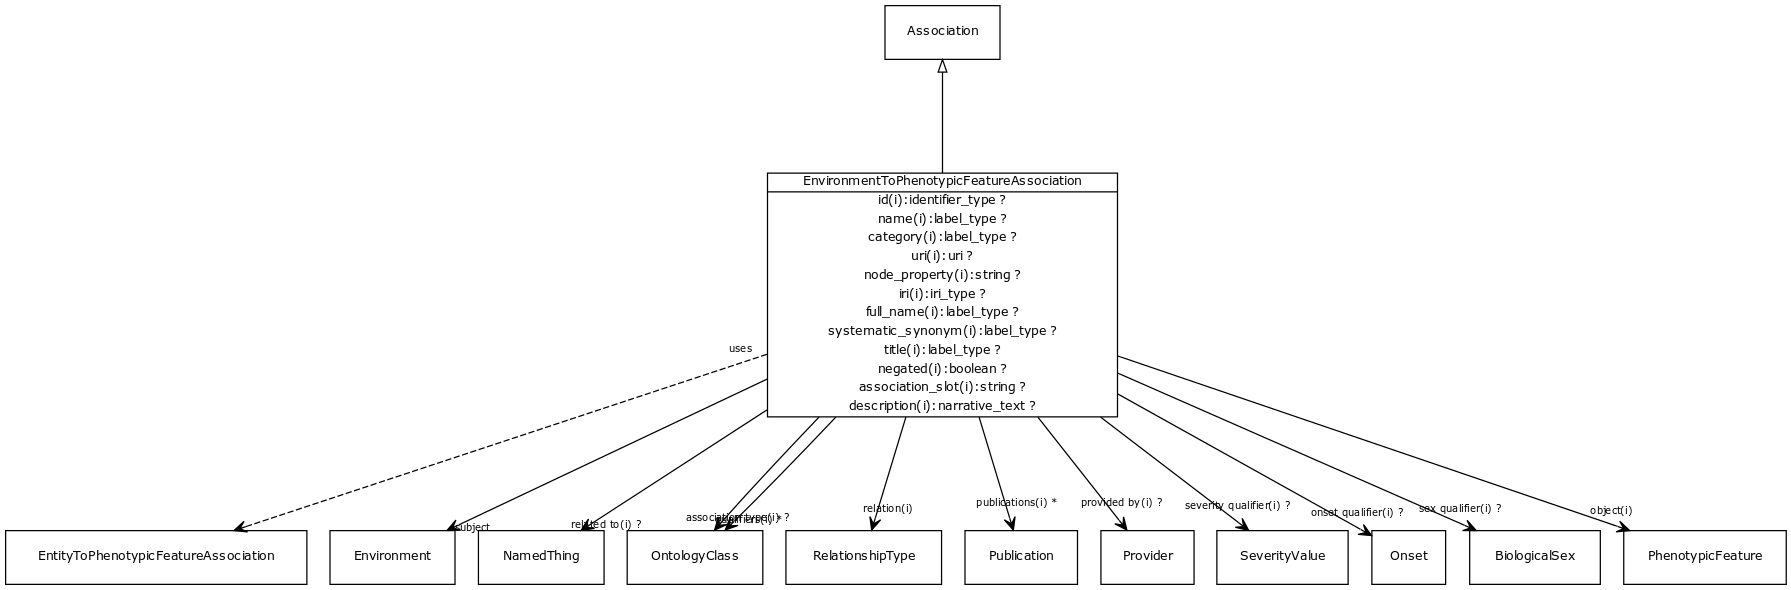 Association
EnvironmentToPhenotypicFeatureAssociation
id(i):identifier_type ?
name(i):label_type ?
category(i):label_type ?
uri(i):uri ?
node_property(i):string ?
iri(i):iri_type ?
full_name(i):label_type ?
systematic_synonym(i):label_type ?
title(i):label_type ?
negated(i):boolean ?
association_slot(i):string ?
description(i):narrative_text ?
uses
subject
related to(i) ?
association type(i) ?
relation(i)
publications(i) *
provided by(i) ?
severity qualifier(i) ?
onset qualifier(i) ?
sex qualifier(i) ?
object(i)
EntityToPhenotypicFeatureAssociation
Environment
NamedThing
OntologyClass
RelationshipType
Publication
Provider
SeverityValue
Onset
BiologicalSex
PhenotypicFeature